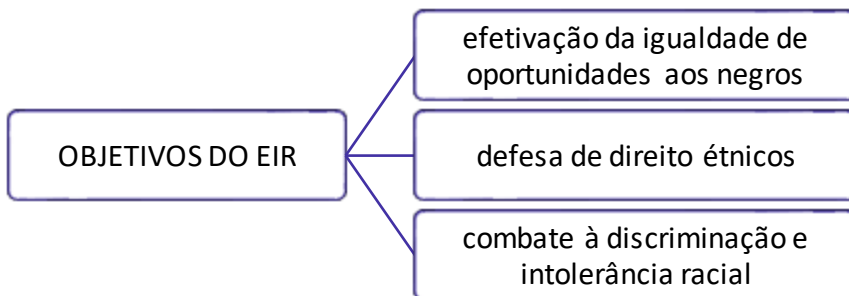 efetivação da igualdade de
oportunidades aos negros
OBJETIVOS DO EIR
defesa de direito étnicos
combate à discriminação e
intolerância racial